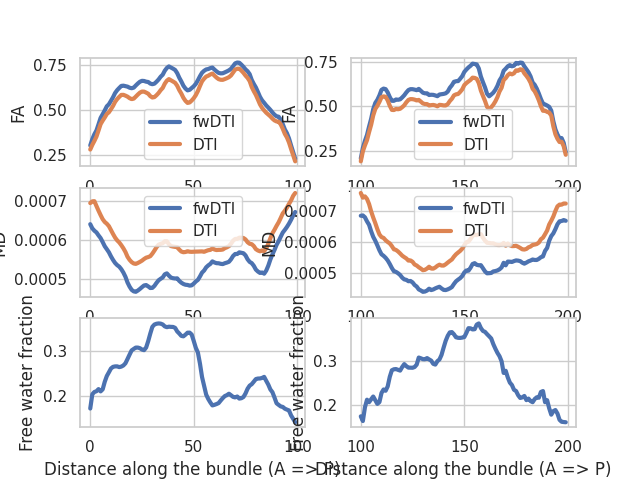 0.75
0.50
0.25
FA
fwDTI
DTI
0
50
100
0.75
0.50
0.25
FA
fwDTI
DTI
100
150
200
0.0007
0.0006
0.0005
MD
fwDTI
DTI
0
50
100
0.0007
0.0006
0.0005
MD
fwDTI
DTI
100
150
200
0.3
0.2
Free water fraction
0
50
100
Distance along the bundle (A => P)
0.3
0.2
Free water fraction
100
150
200
Distance along the bundle (A => P)